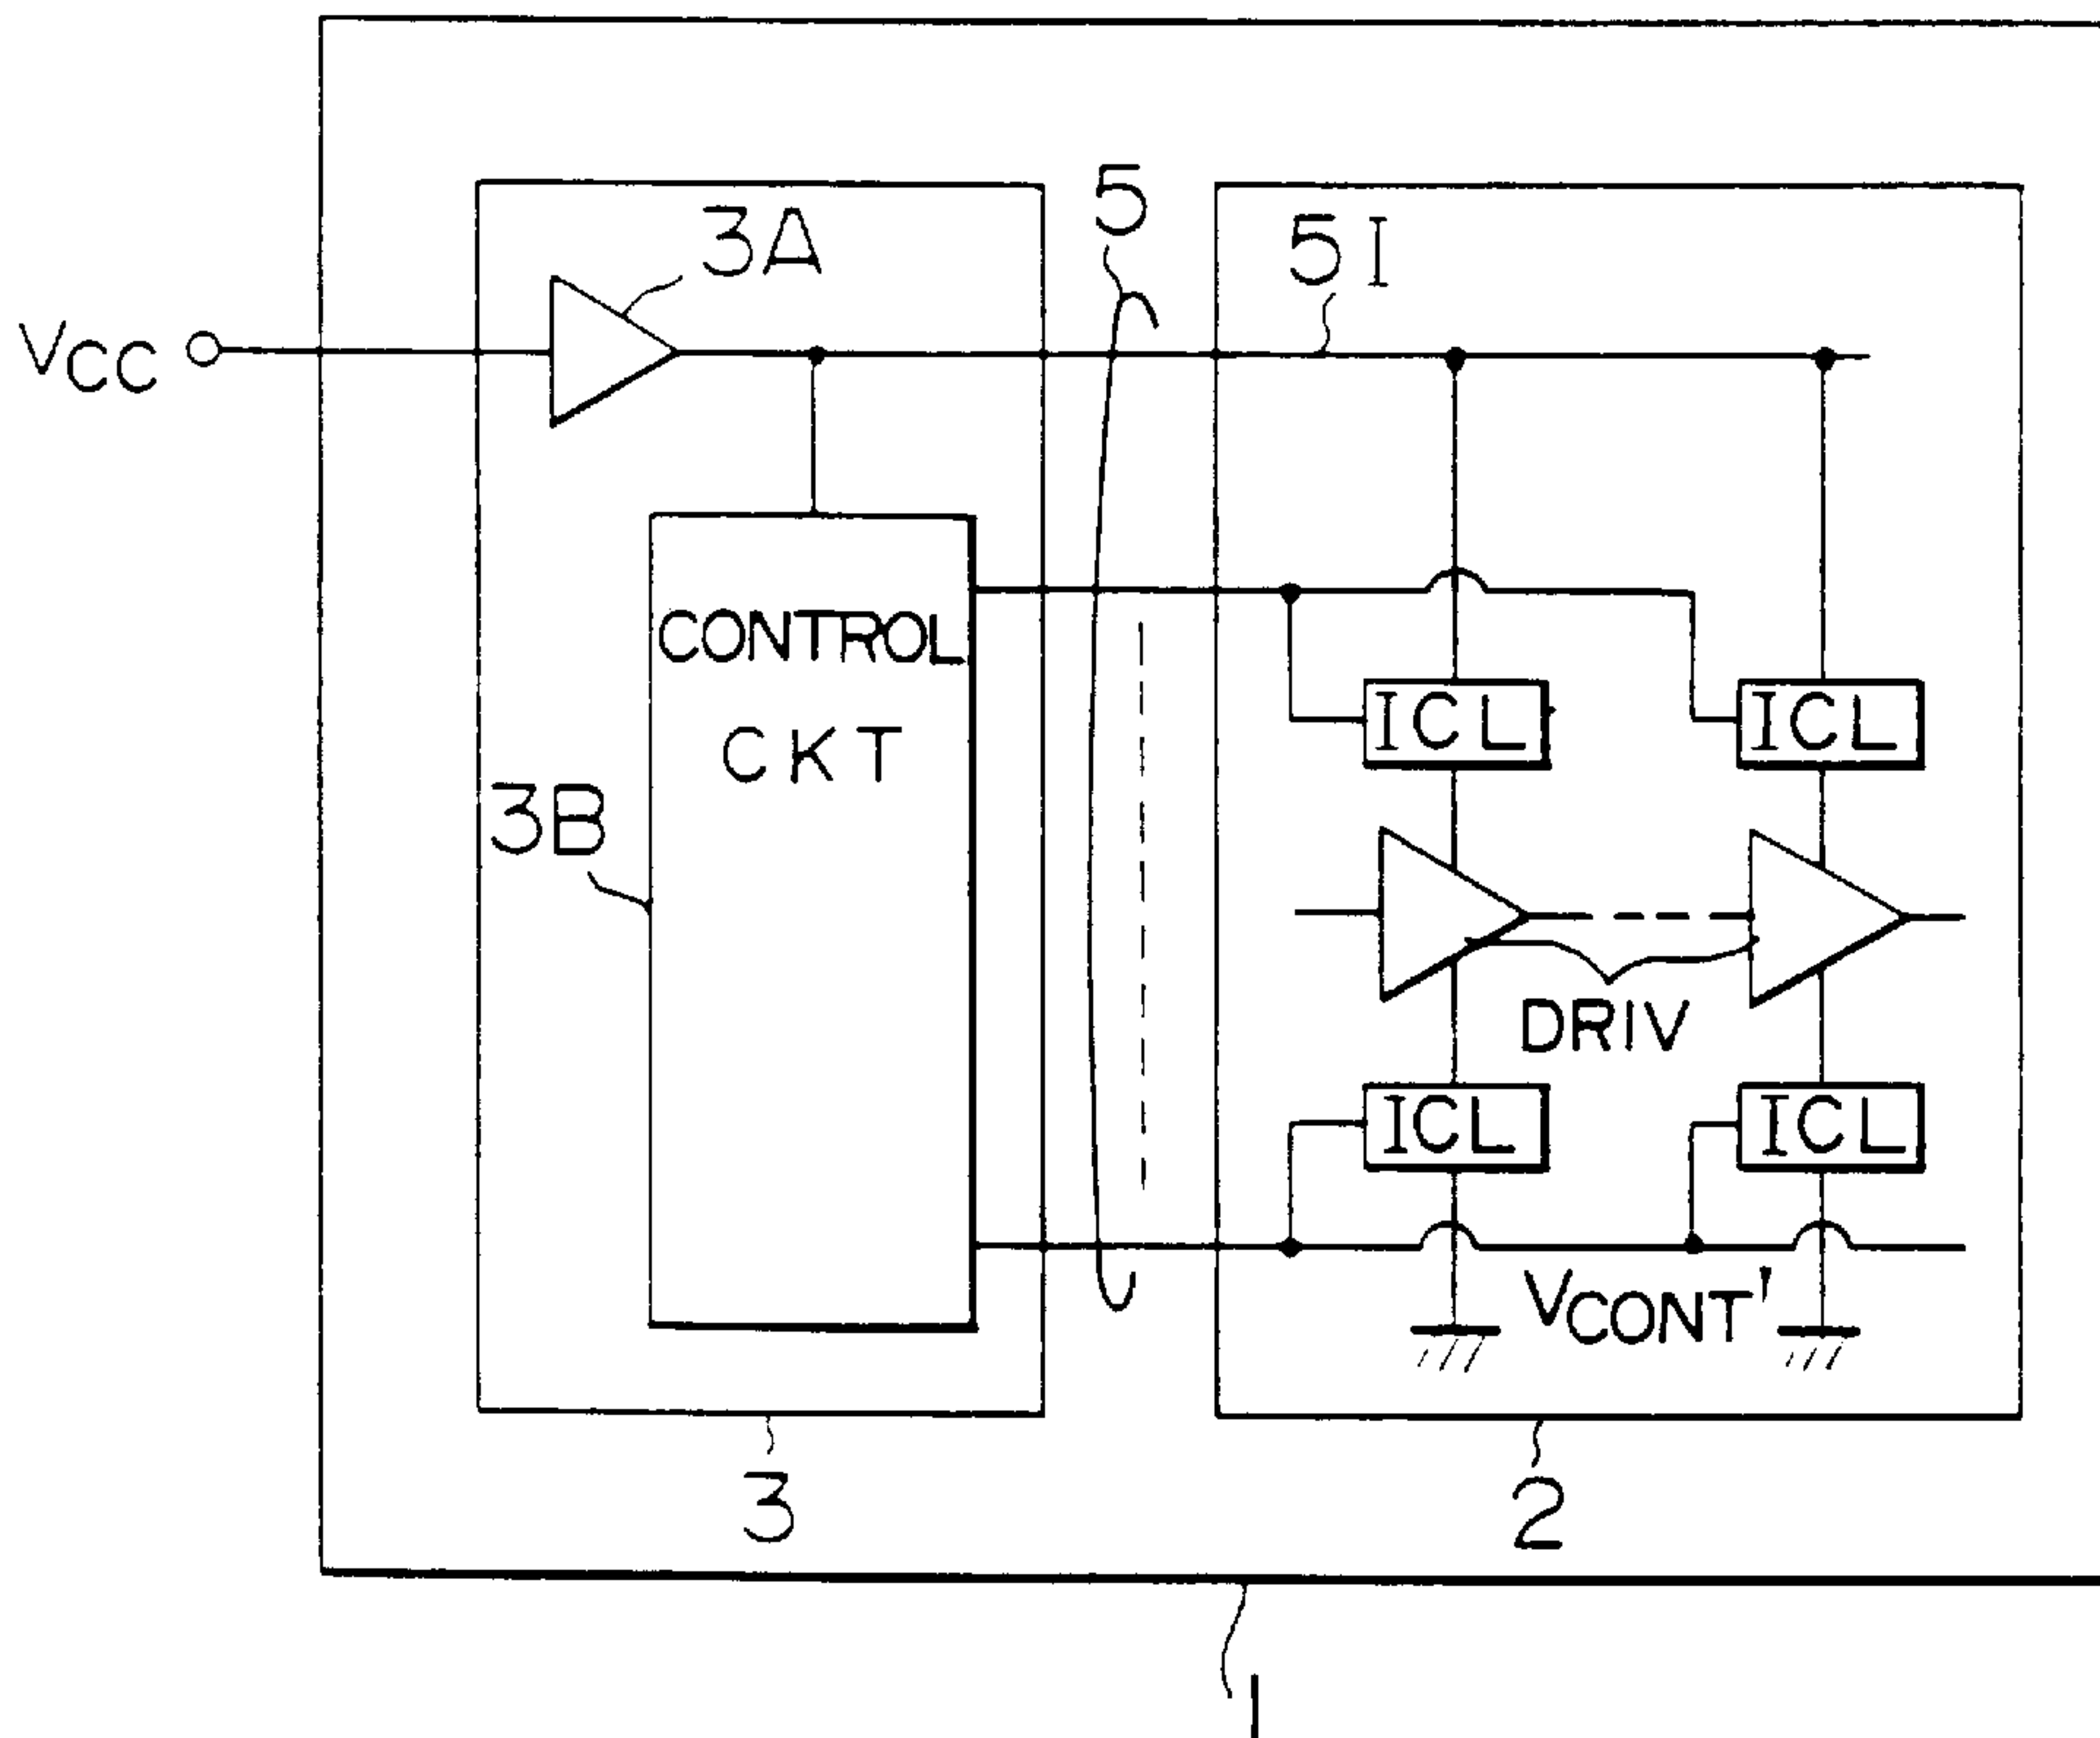 5
3A
5I
VCC
CONTROL
CKT
ICL ICL
3B
DRIV
ICL ICL
VCONT'
3
2
1